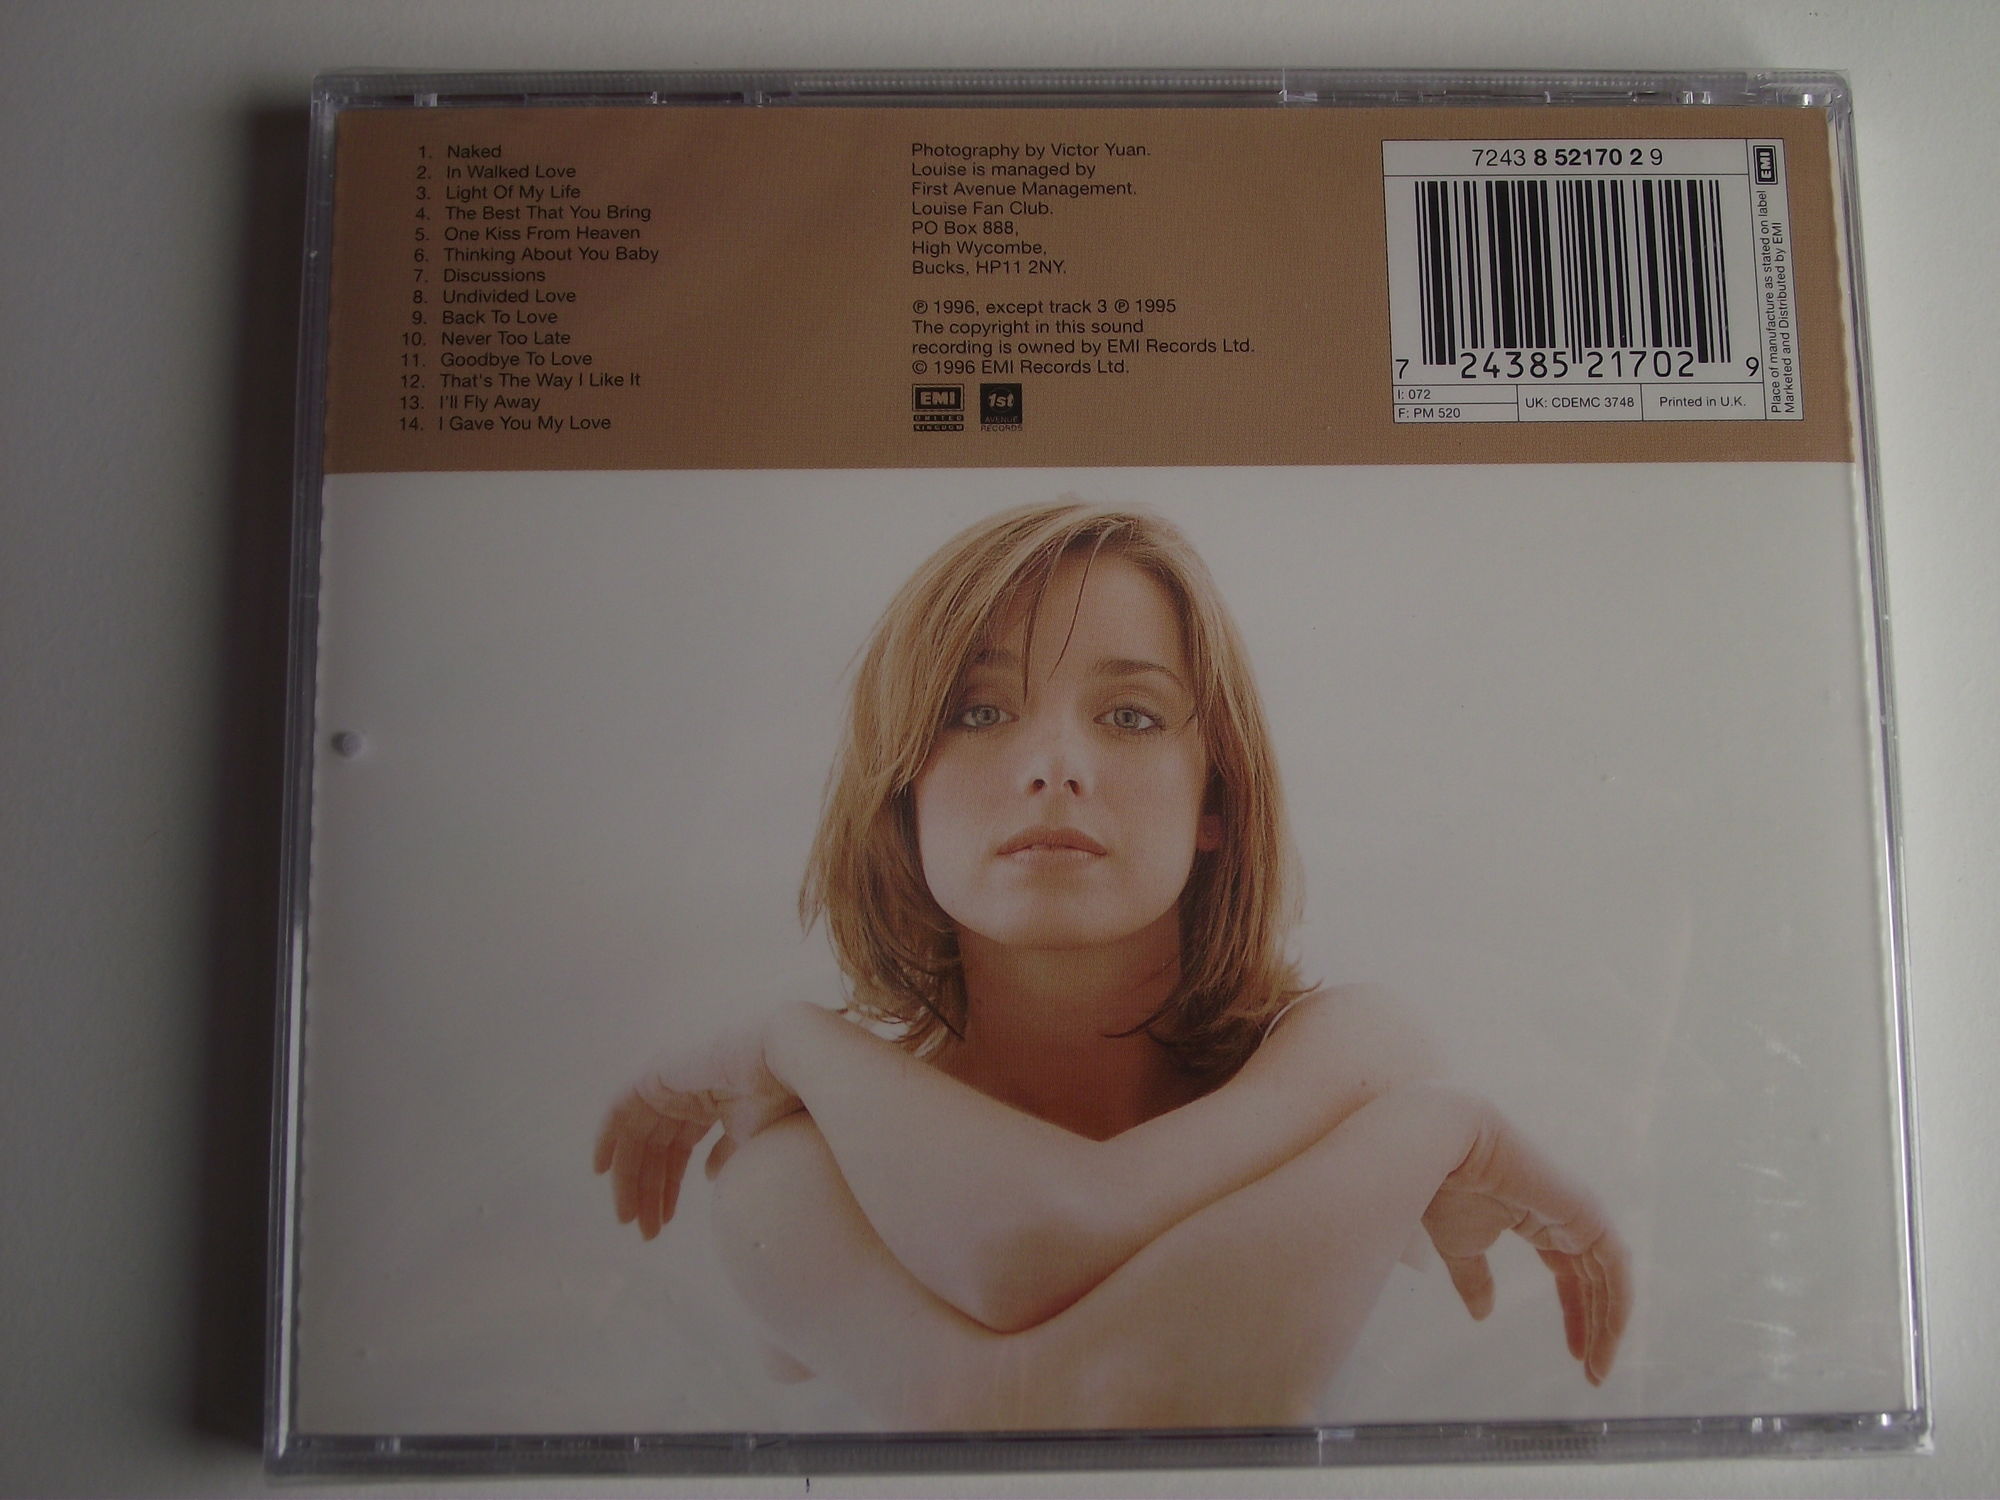 1. Naked
2. In Walked Love
3. Light Of My Life
4. The Best That You Bring
5. One Kiss From Heaven
6. Thinking About You Baby
7. Discussions
8. Undivided Love
9. Back To Love
10. Never Too Late
11. Goodbye To Love
12. That's The Way I Like It
13. I'll Fly Away
14. I Gave You My Love
Photography by Victor Yuan.
Louise is managed by
First Avenue Management.
Louise Fan Club.
PO Box 888,
High Wycombe,
Bucks, HP11 2NY.
℗ 1996, except track 3 ℗ 1995
The copyright in this sound
recording is owned by EMI Records Ltd.
© 1996 EMI Records Ltd.
EMI
UNITED
KINGDOM
1st
AVENUE
RECORDS
7243 8 52170 2 9
7 24385 21702 9
I: 072
F: PM 520
UK: CDEMC 3748
Printed in U.K.
EMI
Place of manufacture as stated on label
Marketed and Distributed by EMI